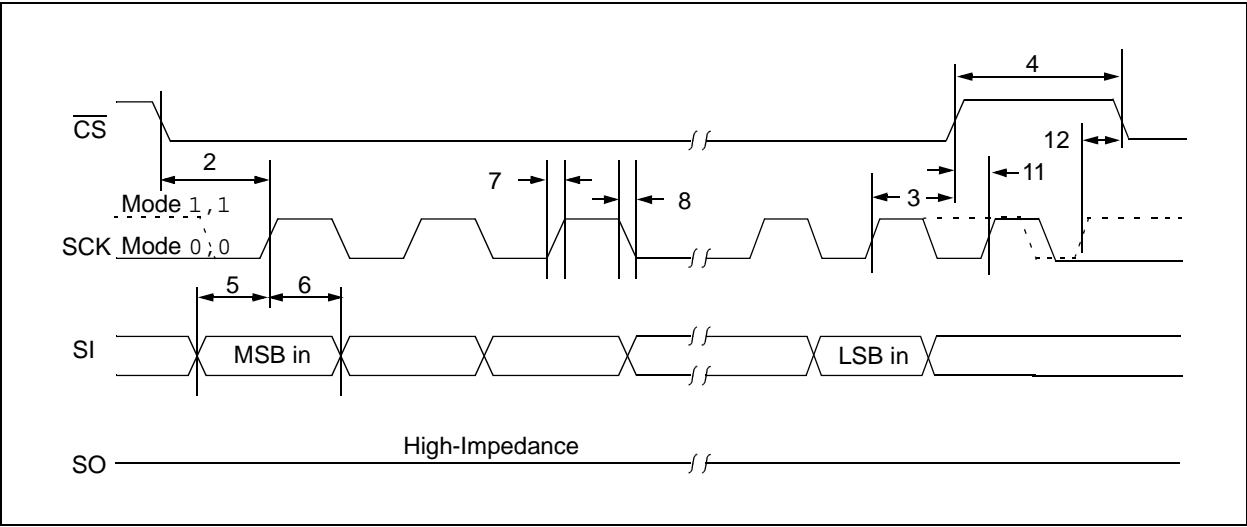 4
CS
12
2
7
8
3
11
Mode 1,1
SCK Mode 0,0
5
6
SI
MSB in
LSB in
High-Impedance
SO